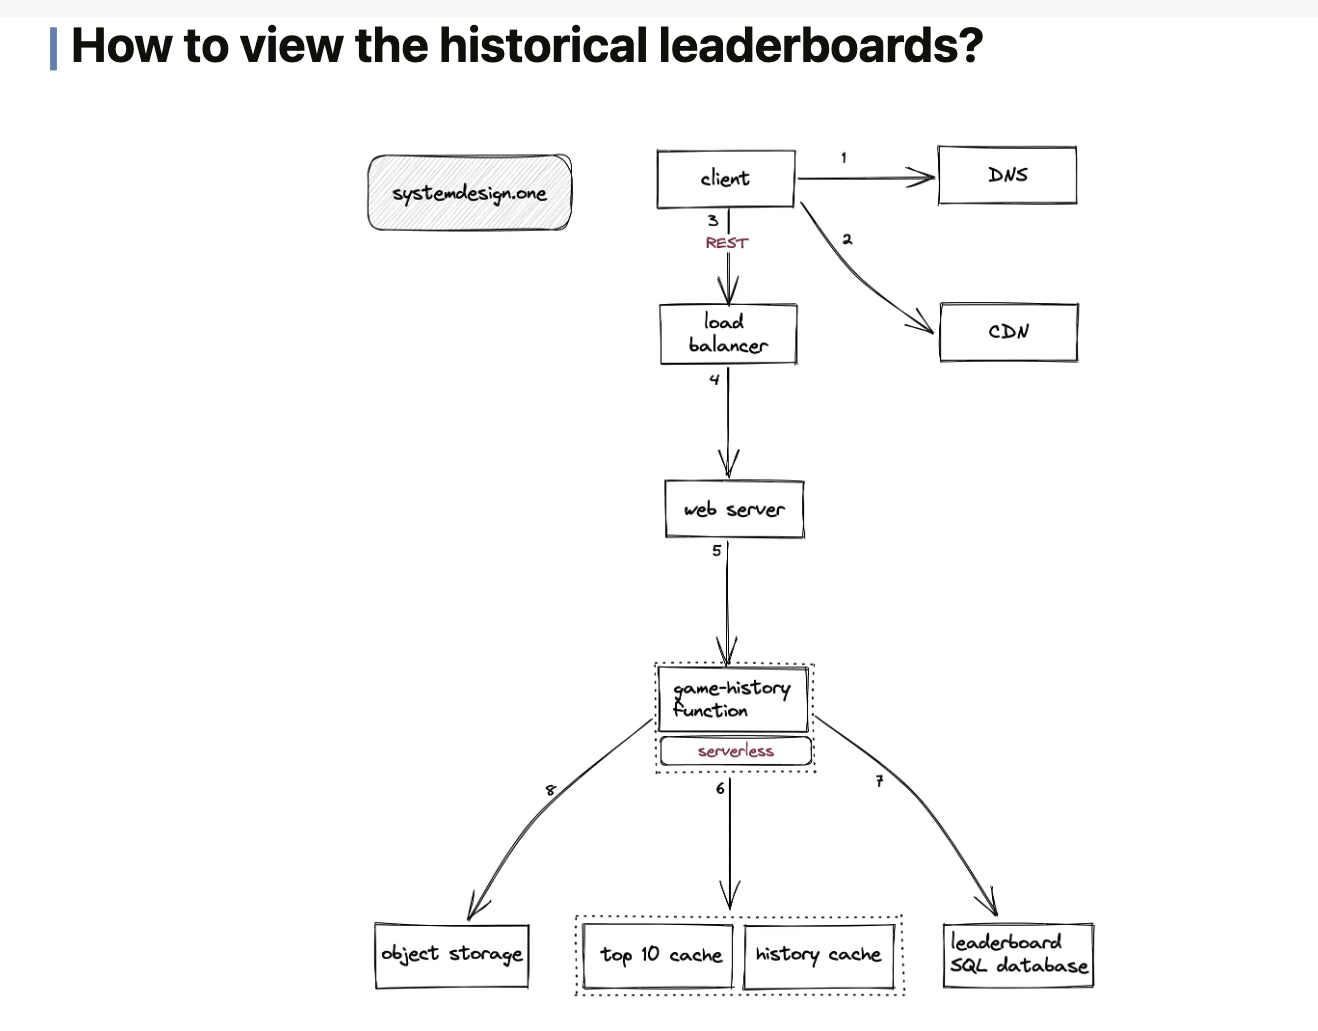 How to view the historical leaderboards?
systemdesign.one
client
1
DNS
3
REST
2
load
balancer
CDN
4
web server
5
game-history
function
serverless
8
6
7
object storage
top 10 cache
history cache
leaderboard
SQL database